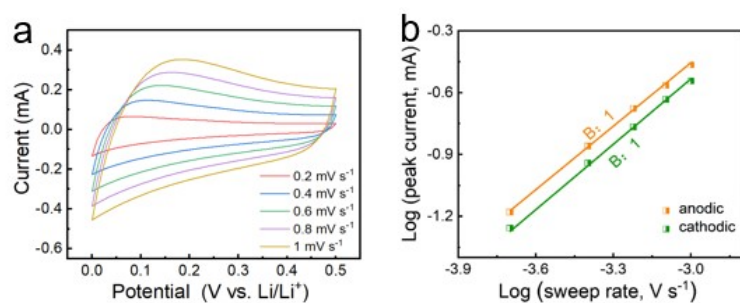 a
Current (mA)
0.4
0.2
0.0
-0.2
-0.4
-0.6
0.2 mV s⁻¹
0.4 mV s⁻¹
0.6 mV s⁻¹
0.8 mV s⁻¹
1 mV s⁻¹
0.0 0.1 0.2 0.3 0.4 0.5
Potential (V vs. Li/Li⁺)
b
Log (peak current, mA)
-0.3
-0.6
-0.9
-1.2
B: 1
B: 1
anodic
cathodic
-3.9 -3.6 -3.3 -3.0
Log (sweep rate, V s⁻¹)